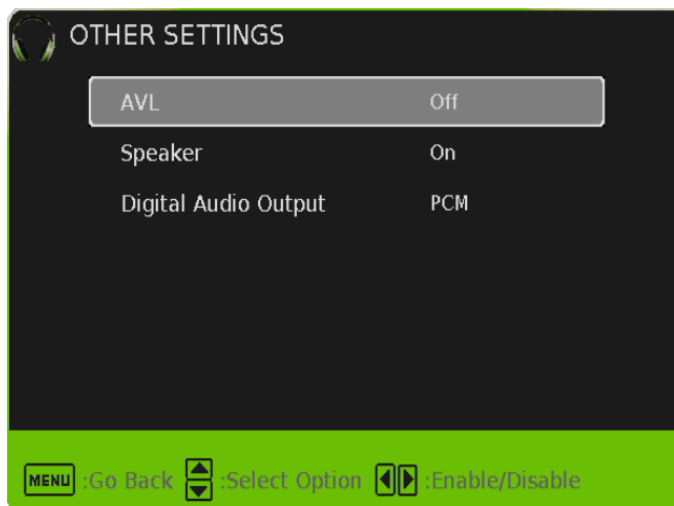 OTHER SETTINGS
AVL Off
Speaker On
Digital Audio Output PCM
MENU :Go Back :Select Option :Enable/Disable